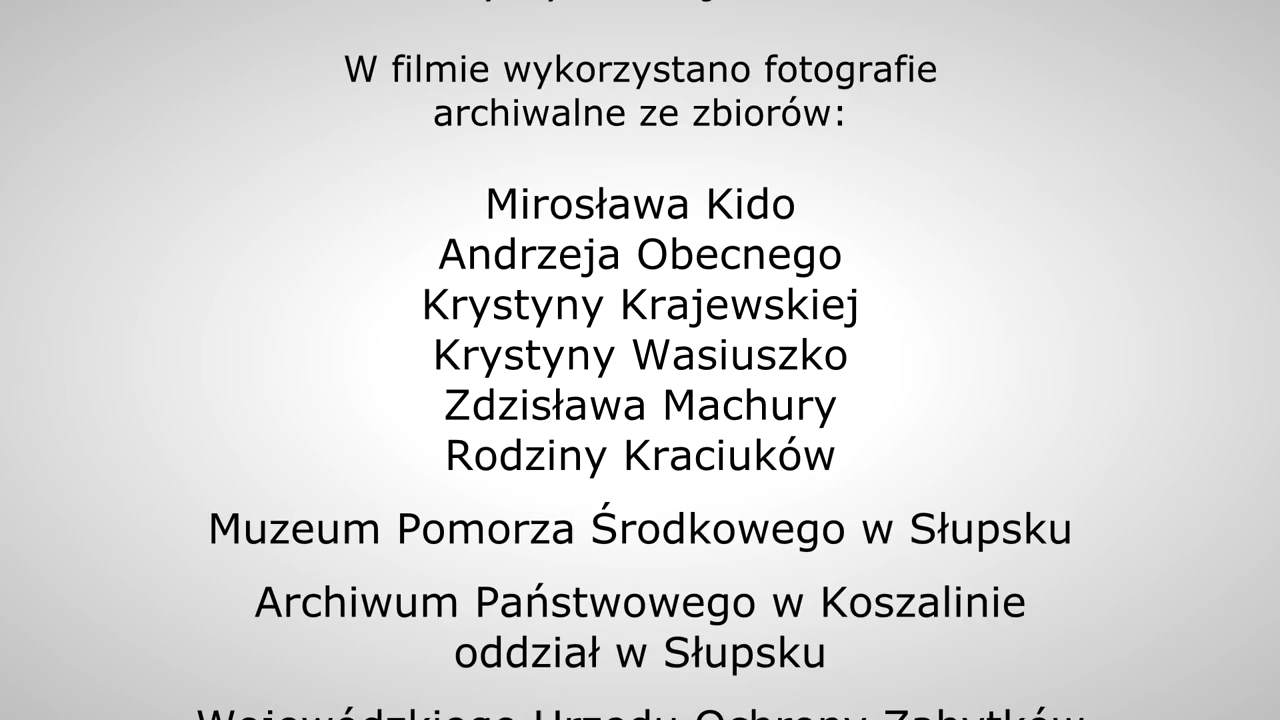 W filmie wykorzystano fotografie
archiwalne ze zbiorów:
Mirosława Kido
Andrzeja Obecnego
Krystyny Krajewskiej
Krystyny Wasiuszko
Zdzisława Machury
Rodziny Kraciuków
Muzeum Pomorza Środkowego w Słupsku
Archiwum Państwowego w Koszalinie
oddział w Słupsku
Wojewódzkiego Urzędu Ochrony Zabytków